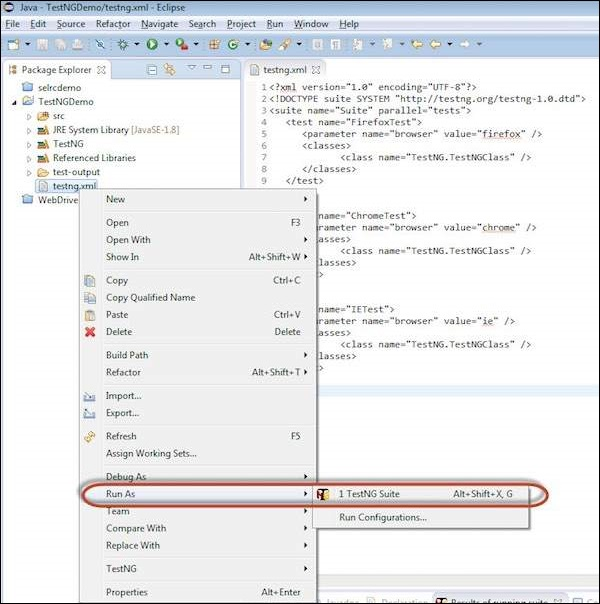 Java - TestNGDemo/testng.xml - Eclipse
File Edit Source Refactor Navigate Search Project Run Window Help
Package Explorer
testng.xml
selrcdemo
TestNGDemo
src
JRE System Library [JavaSE-1.8]
TestNG
Referenced Libraries
test-output
testng.xml
WebDrive
1 <?xml version="1.0" encoding="UTF-8"?>
2 <!DOCTYPE suite SYSTEM "http://testng.org/testng-1.0.dtd">
3 <suite name="Suite" parallel="tests">
4 <test name="FirefoxTest">
5 <parameter name="browser" value="firefox" />
6 <classes>
7 <class name="TestNG.TestNGClass" />
8 </classes>
9 </test>
name="ChromeTest">
rameter name="browser" value="chrome" />
asses>
<class name="TestNG.TestNGClass" />
lasses>
>
name="IETest">
rameter name="browser" value="ie" />
asses>
<class name="TestNG.TestNGClass" />
lasses>
>
New
Open F3
Open With
Show In Alt+Shift+W
Copy Ctrl+C
Copy Qualified Name
Paste Ctrl+V
Delete Delete
Build Path
Refactor Alt+Shift+T
Import...
Export...
Refresh F5
Assign Working Sets...
Debug As
Run As
1 TestNG Suite Alt+Shift+X, G
Run Configurations...
Team
Compare With
Replace With
TestNG
Properties Alt+Enter
Javadoc Declaration Results of running suite